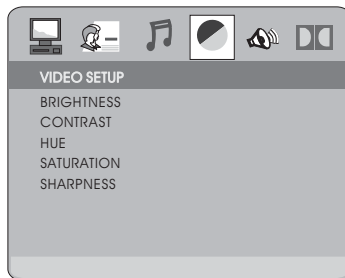 VIDEO SETUP
BRIGHTNESS
CONTRAST
HUE
SATURATION
SHARPNESS